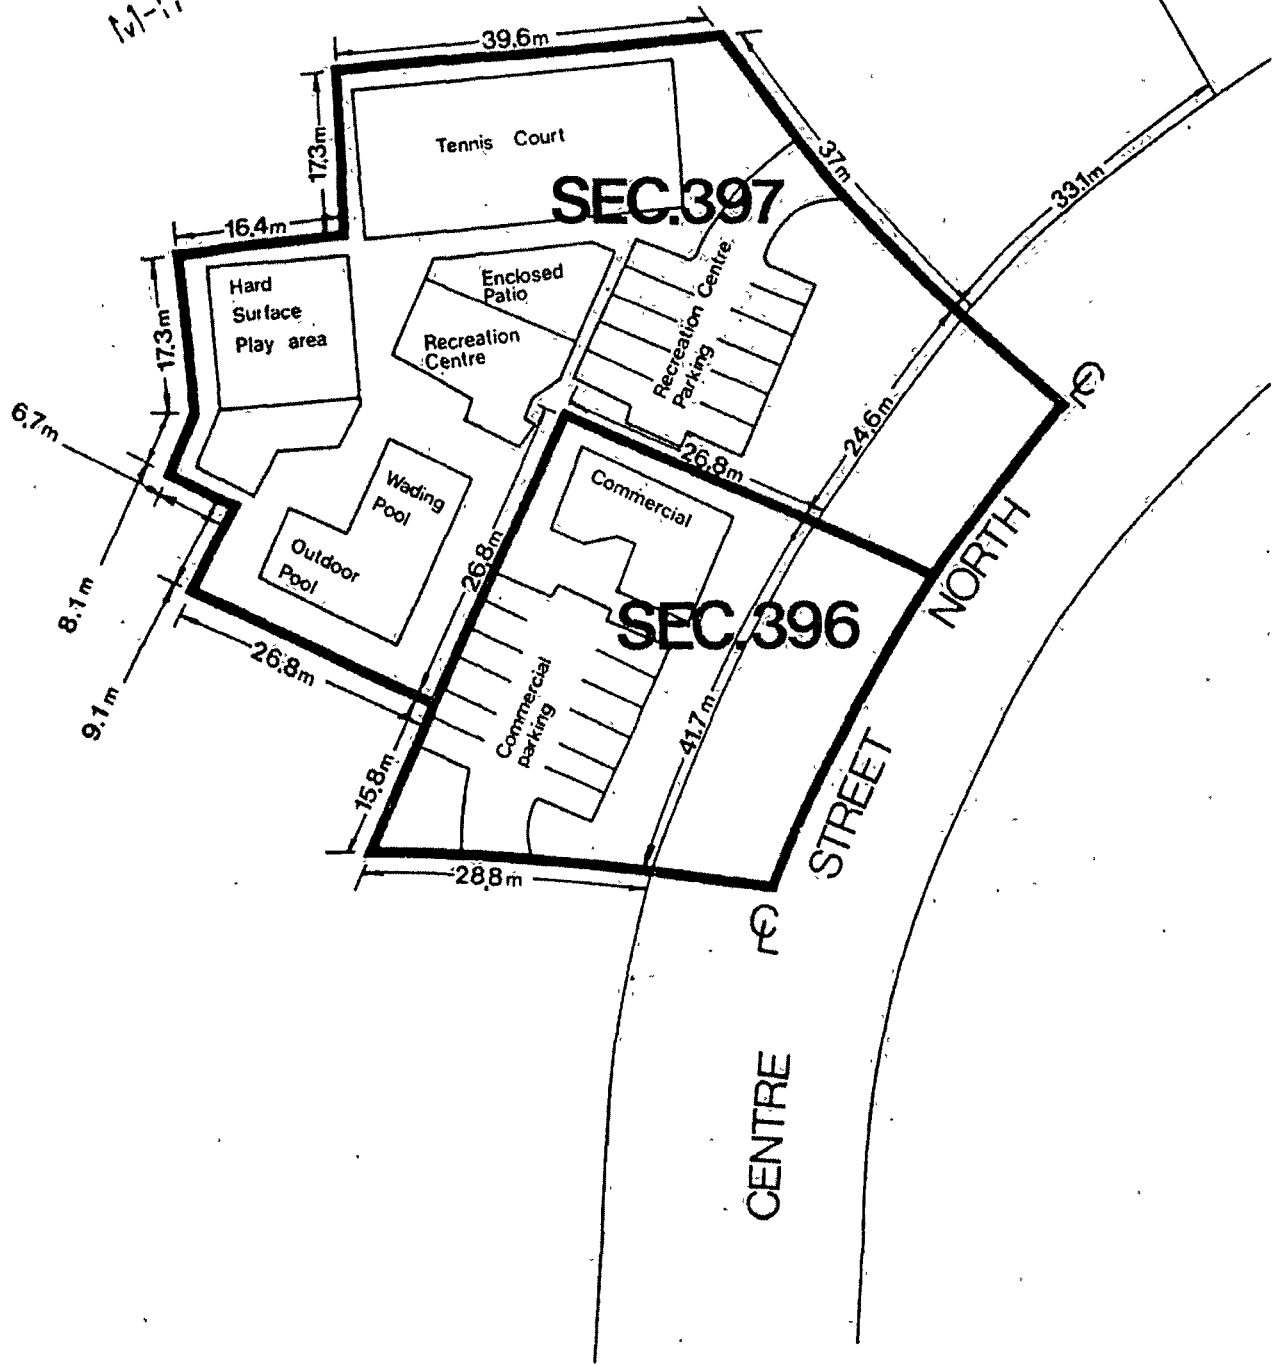 39.6m
17.3m
Tennis Court
37m
33.1m
SEC.397
16.4m
Hard
Surface
Play area
Enclosed
Patio
Recreation
Centre
Recreation Centre
Parking
17.3m
6.7m
24.6m
26.8m
Commercial
Wading
Pool
Outdoor
Pool
26.8m
NORTH
8.1m
SEC.396
26.8m
9.1m
Commercial
parking
41.7m
15.8m
STREET
28.8m
CENTRE